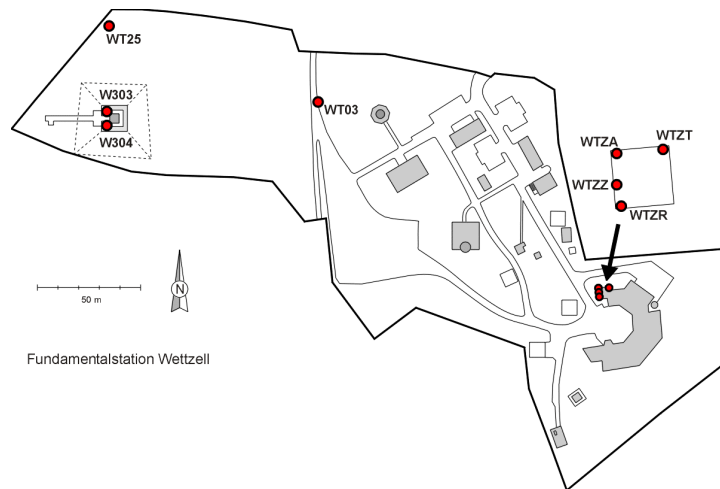 WT25
W303
W304
WT03
WTZA
WTZT
WTZZ
WTZR
50 m
N
Fundamentalstation Wettzell